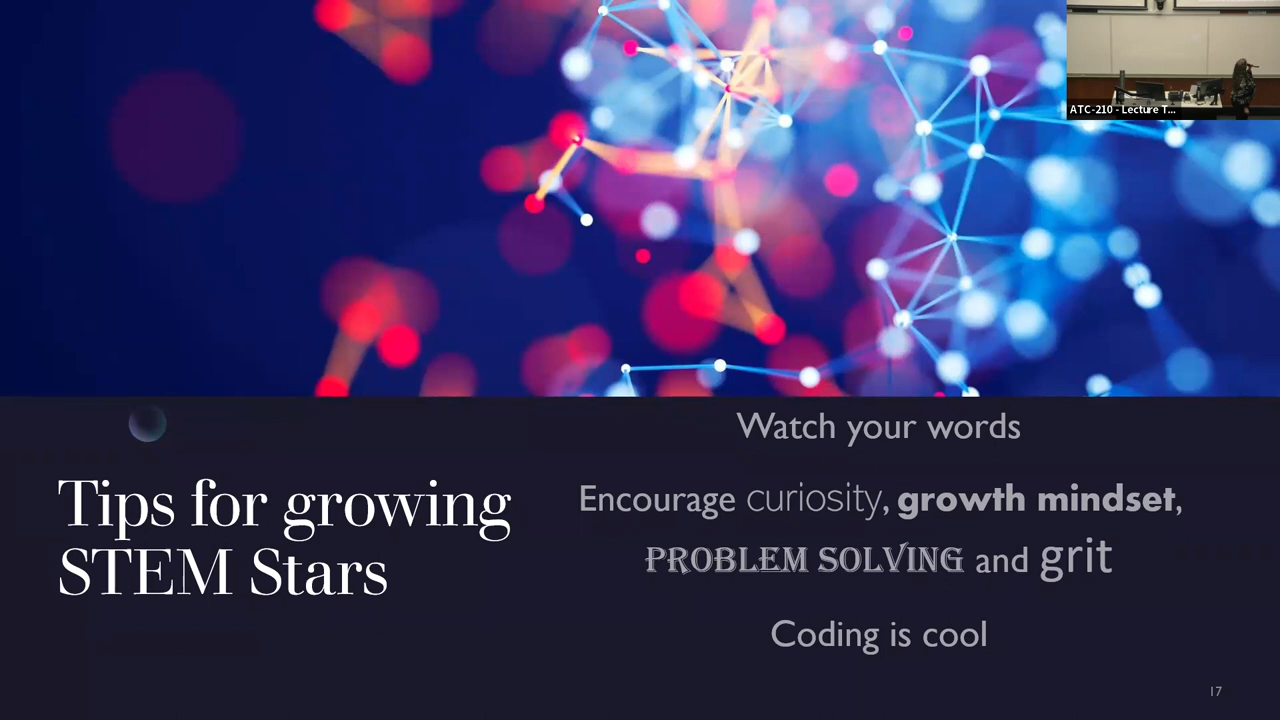 ATC-210 - Lecture T...
Watch your words
Tips for growing
STEM Stars
Encourage curiosity, growth mindset,
PROBLEM SOLVING and grit
Coding is cool
17